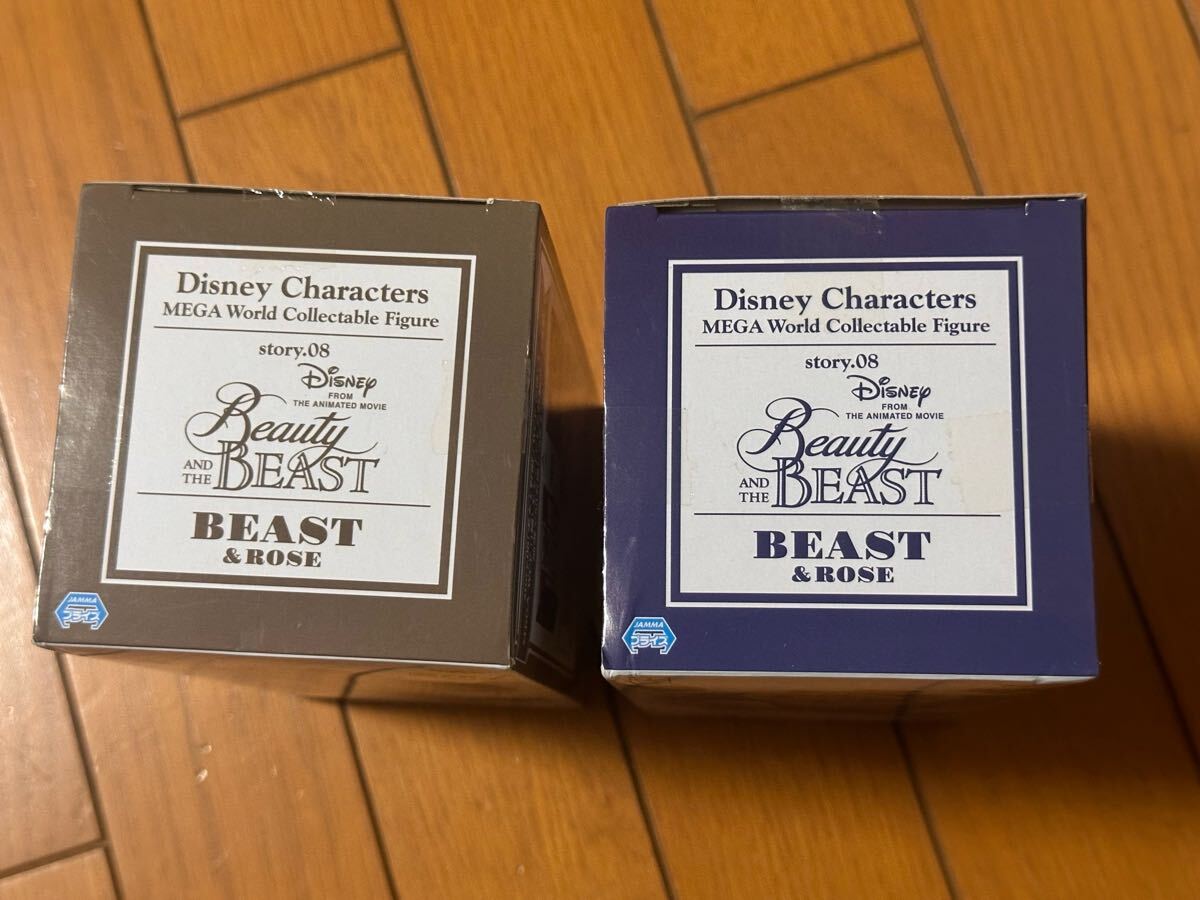 Disney Characters
MEGA World Collectable Figure
story.08
Disney
FROM
THE ANIMATED MOVIE
Beauty
AND THE BEAST
BEAST
& ROSE
JAMMA
Disney Characters
MEGA World Collectable Figure
story.08
Disney
FROM
THE ANIMATED MOVIE
Beauty
AND THE BEAST
BEAST
& ROSE
JAMMA